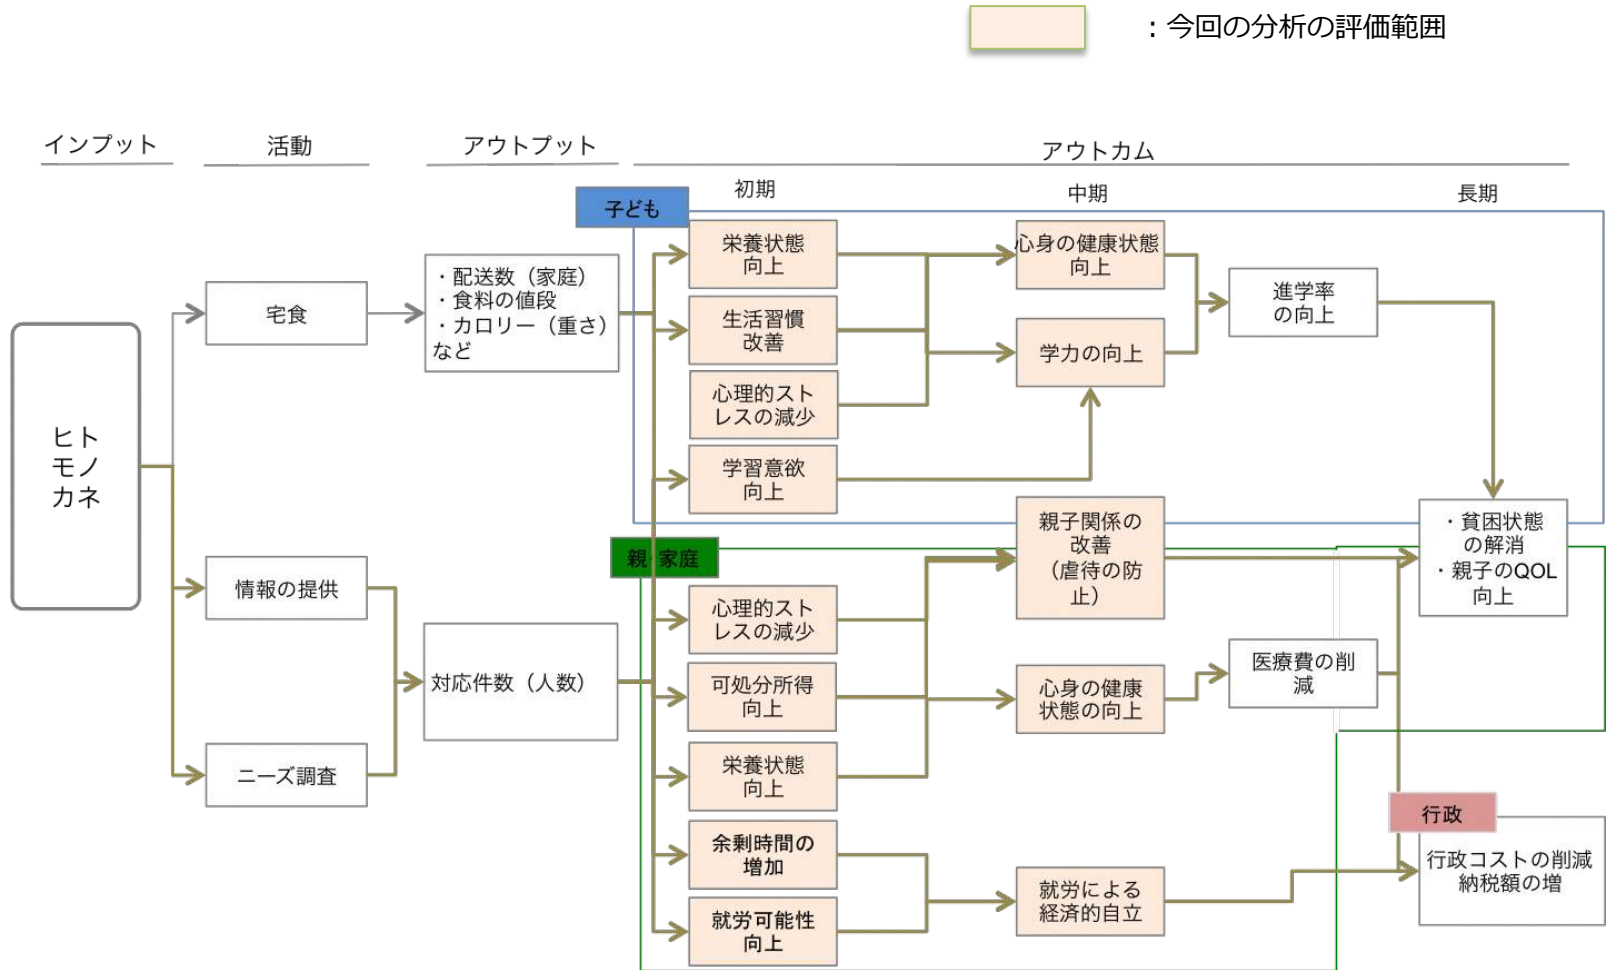 ：今回の分析の評価範囲
インプット
活動
アウトプット
アウトカム
初期
中期
長期
子ども
栄養状態
向上
心身の健康状態
向上
宅食
・配送数（家庭）
・食料の値段
・カロリー（重さ）
など
生活習慣
改善
学力の向上
進学率
の向上
心理的スト
レスの減少
学習意欲
向上
ヒト
モノ
カネ
親・家庭
親子関係の
改善
（虐待の防
止）
・貧困状態
の解消
・親子のQOL
向上
情報の提供
心理的スト
レスの減少
対応件数（人数）
可処分所得
向上
心身の健康
状態の向上
医療費の削
減
ニーズ調査
栄養状態
向上
余剰時間の
増加
就労可能性
向上
就労による
経済的自立
行政
行政コストの削減
納税額の増